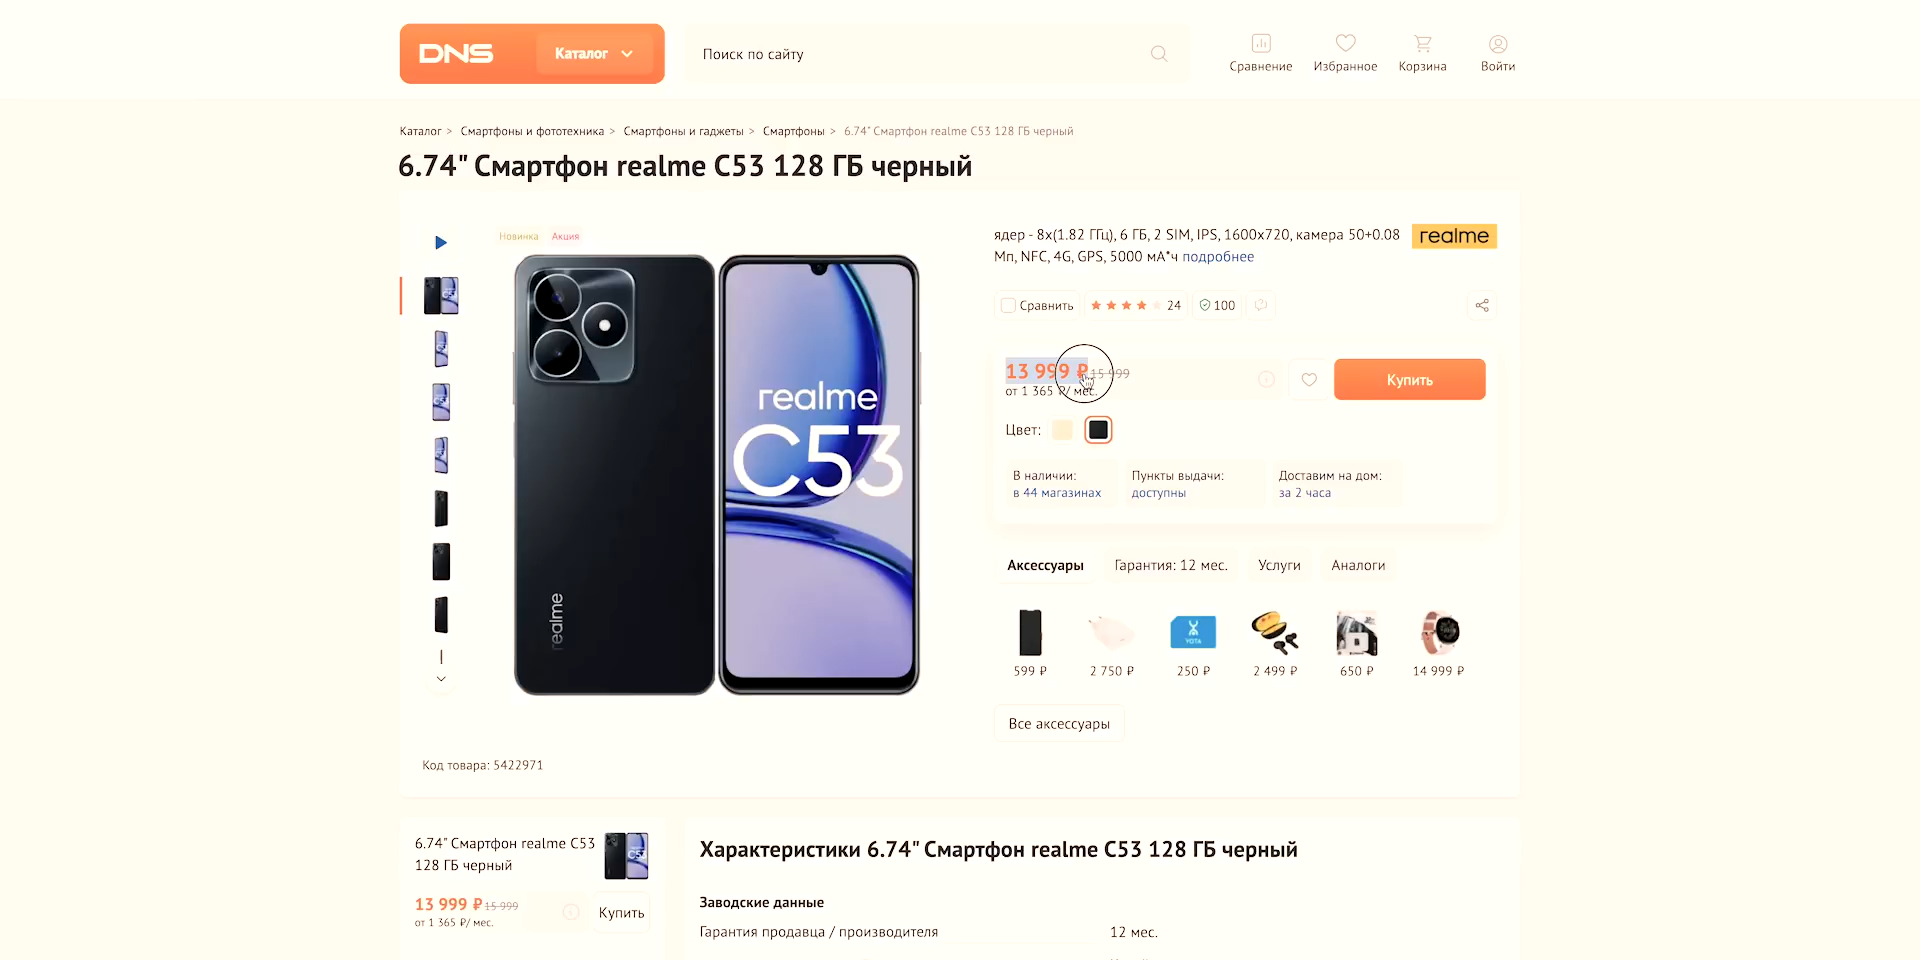 DNS
Каталог
Поиск по сайту
Сравнение
Избранное
Корзина
Войти
Каталог > Смартфоны и фототехника > Смартфоны и гаджеты > Смартфоны > 6.74" Смартфон realme C53 128 ГБ черный
6.74" Смартфон realme C53 128 ГБ черный
Новинка Акция
realme
C53
realme
Код товара: 5422971
ядер - 8x(1.82 ГГц), 6 ГБ, 2 SIM, IPS, 1600x720, камера 50+0.08
Мп, NFC, 4G, GPS, 5000 мА*ч подробнее
realme
Сравнить
24
100
13 999 ₽ 15 999
от 1 365 ₽/ мес.
Купить
Цвет:
В наличии:
в 44 магазинах
Пункты выдачи:
доступны
Доставим на дом:
за 2 часа
Аксессуары
Гарантия: 12 мес.
Услуги
Аналоги
YOTA
599 ₽
2 750 ₽
250 ₽
2 499 ₽
650 ₽
14 999 ₽
Все аксессуары
6.74" Смартфон realme C53
128 ГБ черный
13 999 ₽ 15 999
от 1 365 ₽/ мес.
Купить
Характеристики 6.74" Смартфон realme C53 128 ГБ черный
Заводские данные
Гарантия продавца / производителя
12 мес.